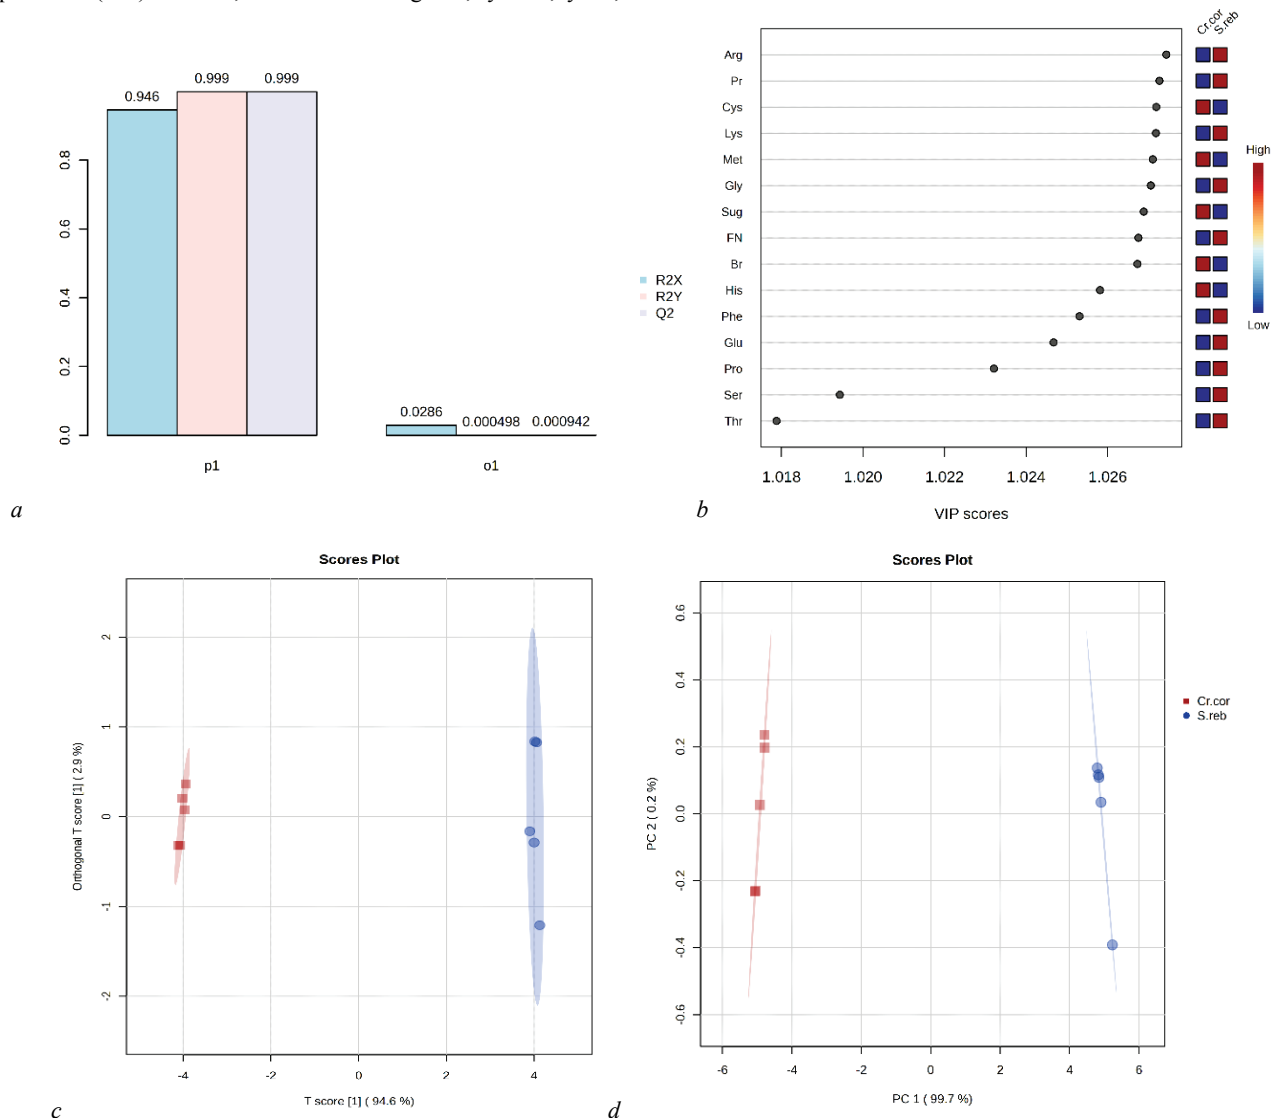 0.946
0.999
0.999
0.0
0.2
0.4
0.6
0.8
0.0286
0.000498
0.000942
p1
o1
R2X
R2Y
Q2
a
Cr.cor
S.reb
Arg
Pr
Cys
Lys
Met
Gly
Sug
FN
Br
His
Phe
Glu
Pro
Ser
Thr
High
Low
1.018
1.020
1.022
1.024
1.026
VIP scores
b
Scores Plot
Orthogonal T score [1] ( 2.9 %)
2
1
0
-1
-2
-4
-2
0
2
4
T score [1] ( 94.6 %)
c
Scores Plot
PC 2 ( 0.2 %)
0.6
0.4
0.2
0.0
-0.2
-0.4
-0.6
-6
-4
-2
0
2
4
6
PC 1 ( 99.7 %)
Cr.cor
S.reb
d